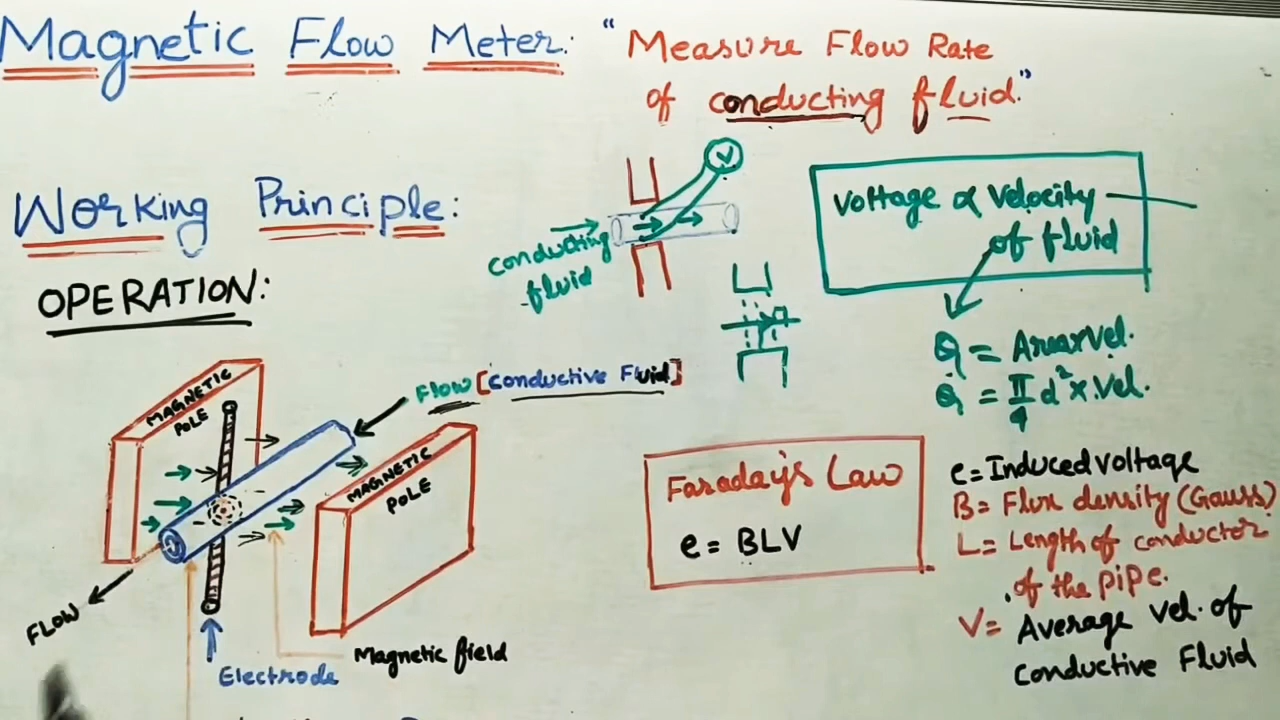 Magnetic Flow Meter: "Measure Flow Rate
of conducting fluid"
Working Principle:
OPERATION:
V
conducting
fluid
Voltage ∝ Velocity
of fluid
Q = Area x Vel.
Q = π/4 d² x Vel.
MAGNETIC
POLE
Flow [conductive Fluid]
MAGNETIC
POLE
FLOW
Electrode
Magnetic field
Faraday's Law
e = BLV
e = Induced voltage
B = Flux density (Gauss)
L = Length of conductor
of the pipe.
V = Average vel. of
conductive Fluid